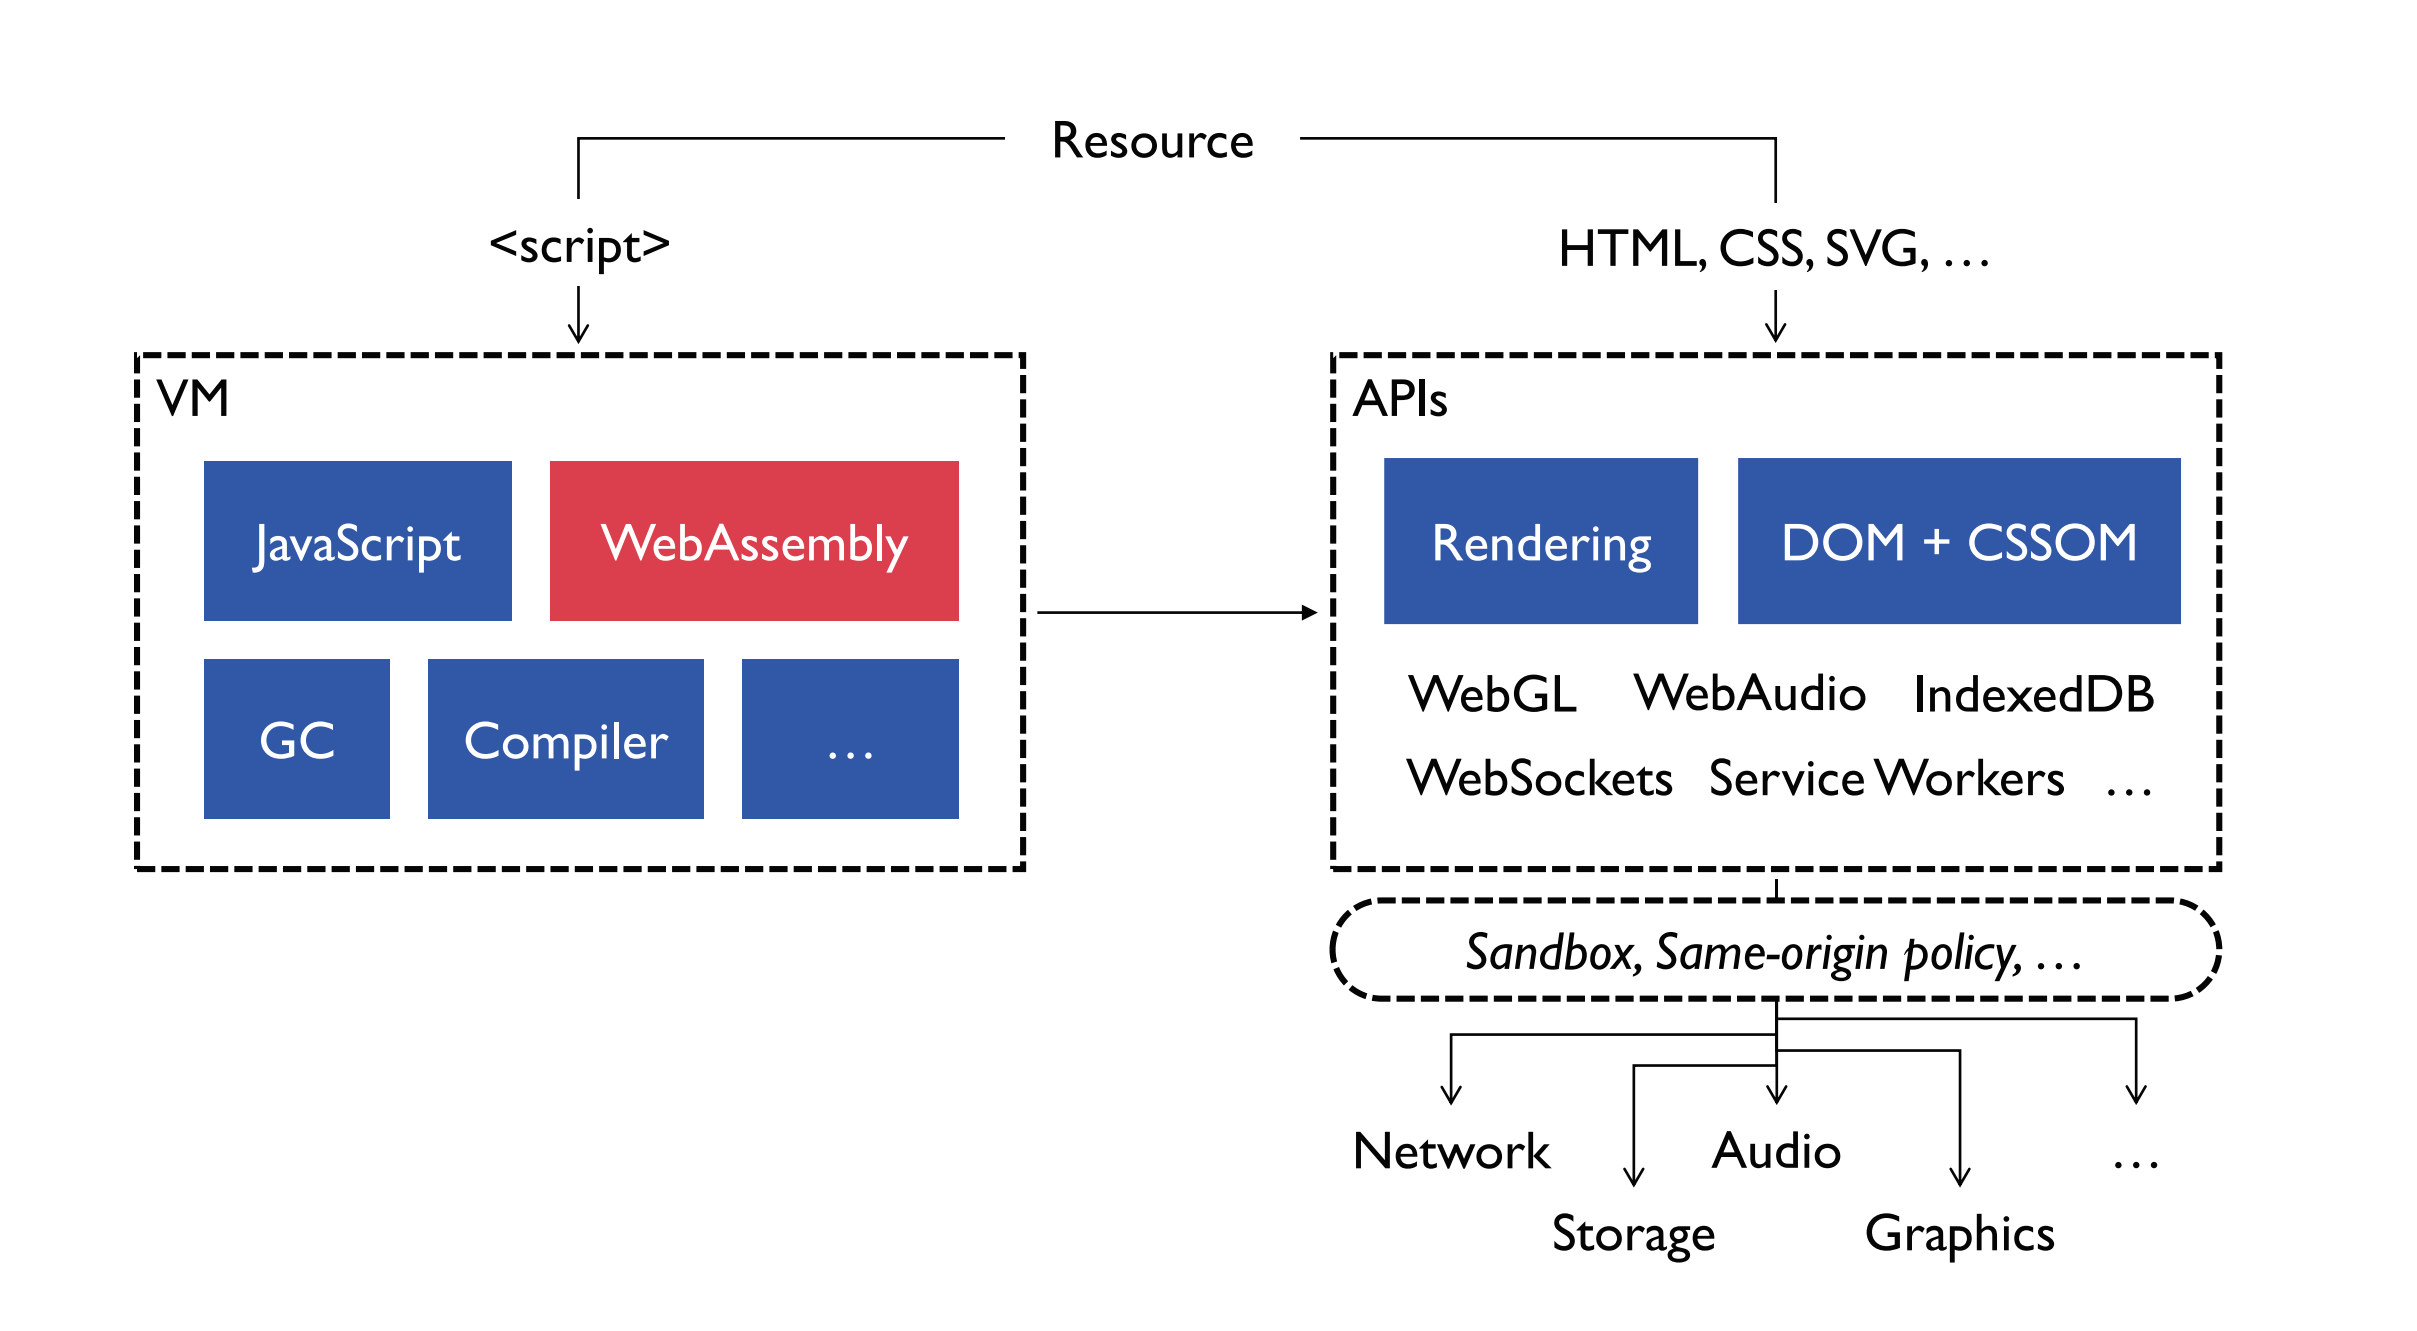 Resource
<script>
HTML, CSS, SVG, …
VM
JavaScript
WebAssembly
GC
Compiler
…
APIs
Rendering
DOM + CSSOM
WebGL
WebAudio
IndexedDB
WebSockets
Service Workers
…
Sandbox, Same-origin policy, …
Network
Audio
…
Storage
Graphics